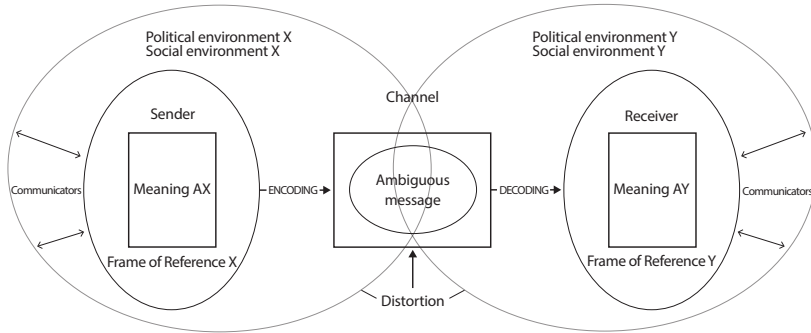 Political environment X
Social environment X
Political environment Y
Social environment Y
Channel
Sender
Receiver
Meaning AX
ENCODING
Ambiguous
message
DECODING
Meaning AY
Communicators
Communicators
Frame of Reference X
Frame of Reference Y
Distortion